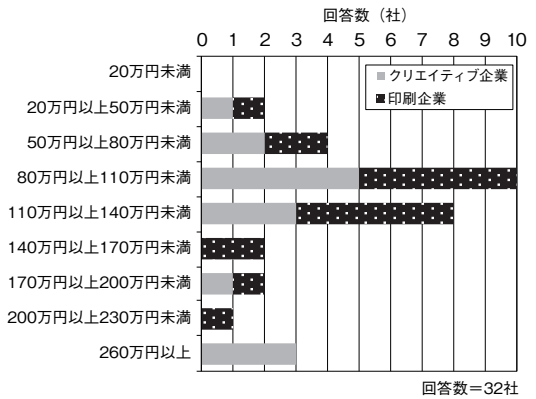 回答数（社）
0 1 2 3 4 5 6 7 8 9 10
クリエイティブ企業
印刷企業
20万円未満
20万円以上50万円未満
50万円以上80万円未満
80万円以上110万円未満
110万円以上140万円未満
140万円以上170万円未満
170万円以上200万円未満
200万円以上230万円未満
260万円以上
回答数＝32社